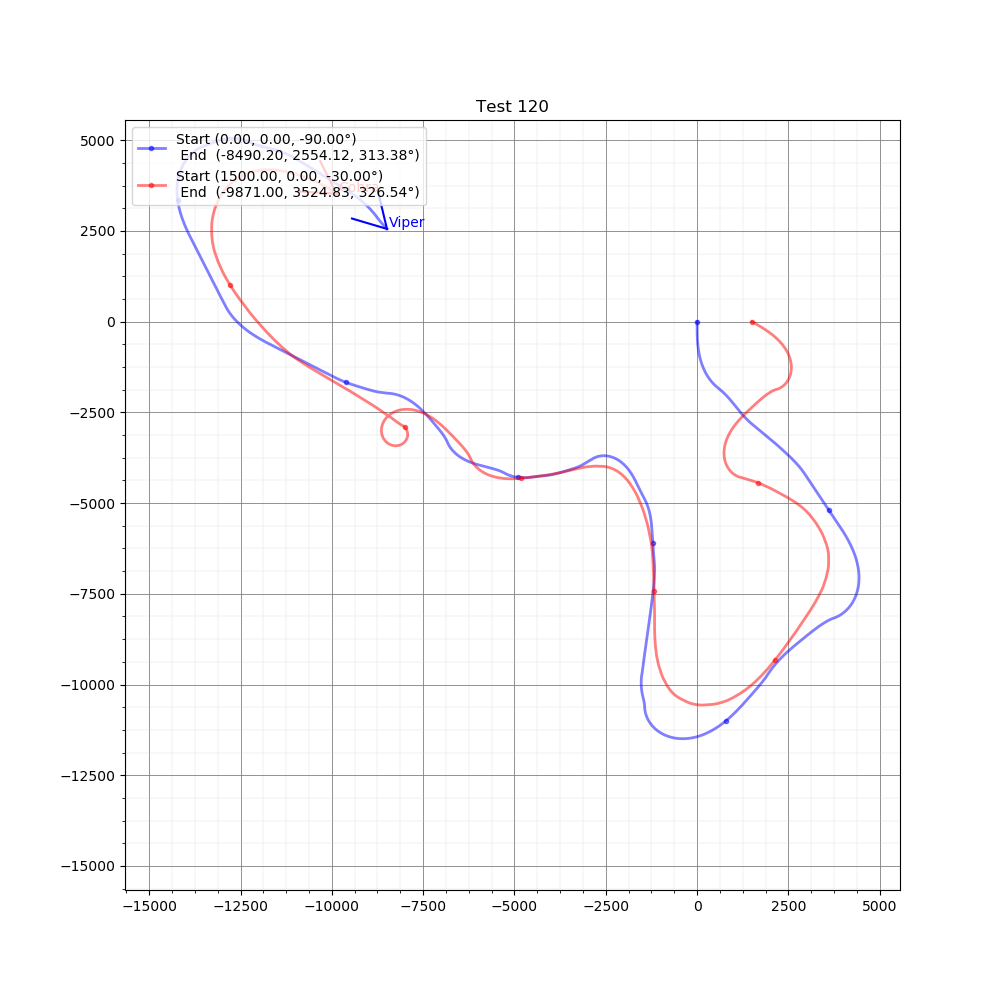 Test 120
Start (0.00, 0.00, -90.00°)
End (-8490.20, 2554.12, 313.38°)
Start (1500.00, 0.00, -30.00°)
End (-9871.00, 3524.83, 326.54°)
Viper
5000
2500
0
−2500
−5000
−7500
−10000
−12500
−15000
−15000 −12500 −10000 −7500 −5000 −2500 0 2500 5000